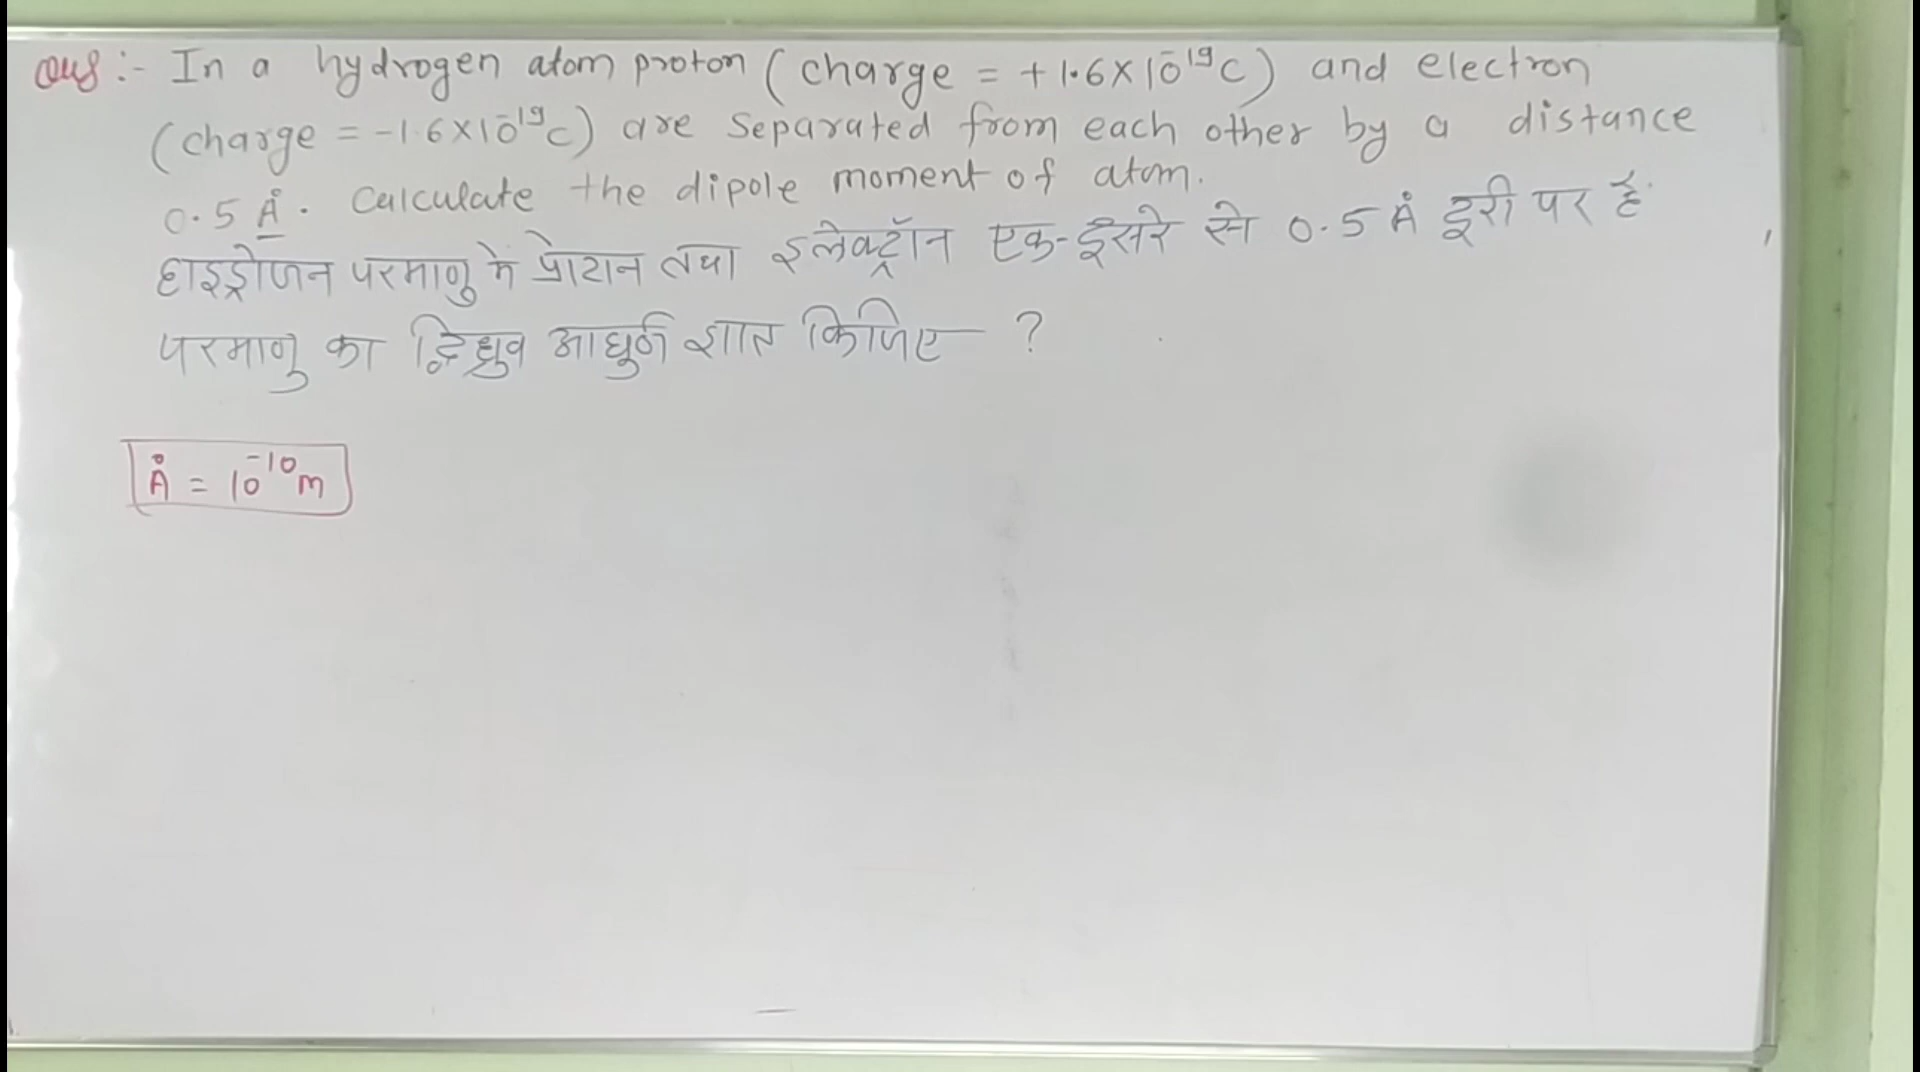 Ques :- In a hydrogen atom proton ( charge = +1.6×10⁻¹⁹C) and electron
(charge = -1.6×10⁻¹⁹C) are separated from each other by a distance
0.5 Å. Calculate the dipole moment of atom.
हाइड्रोजन परमाणु में प्रोटान तथा इलेक्ट्रॉन एक-दूसरे से 0.5 Å दूरी पर है.
परमाणु का द्विध्रुव आघुर्ण ज्ञात किजिए ?
Å = 10⁻¹⁰m